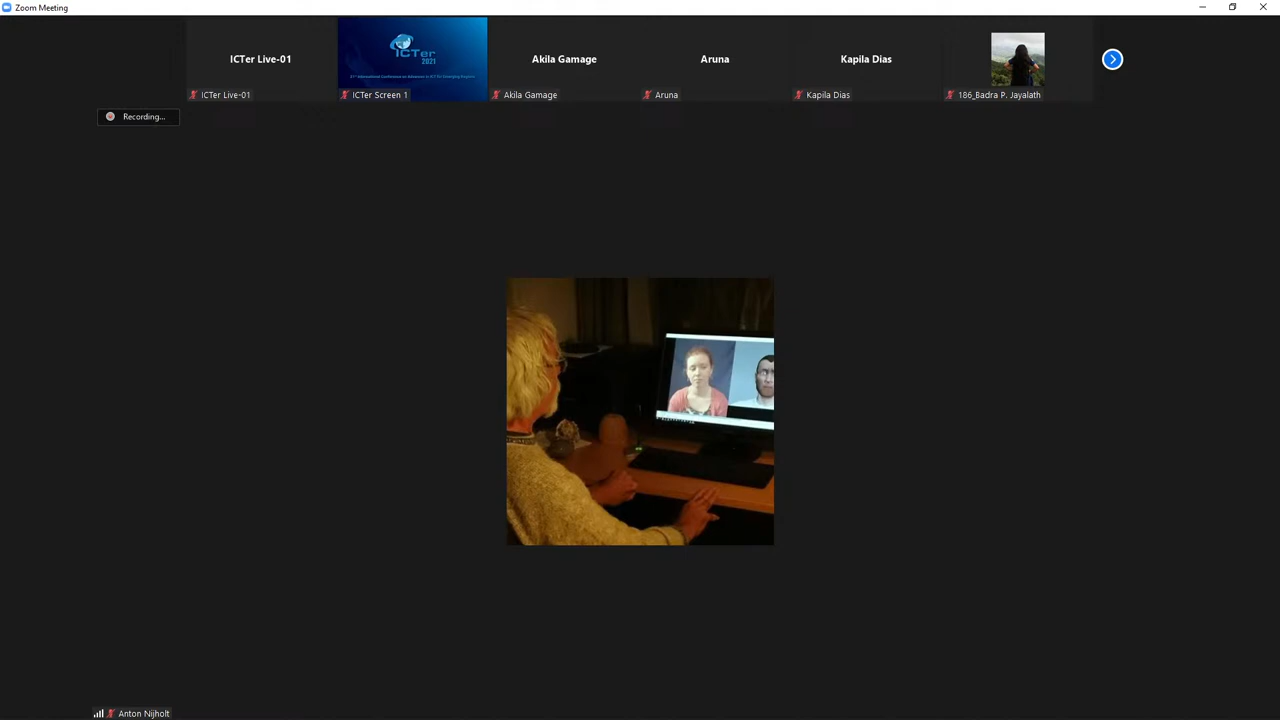 Zoom Meeting
ICTer Live-01
Akila Gamage
Aruna
Kapila Dias
ICTer
2021
ICTer Live-01
ICTer Screen 1
Akila Gamage
Aruna
Kapila Dias
186_Badra P. Jayalath
Recording...
Anton Nijholt